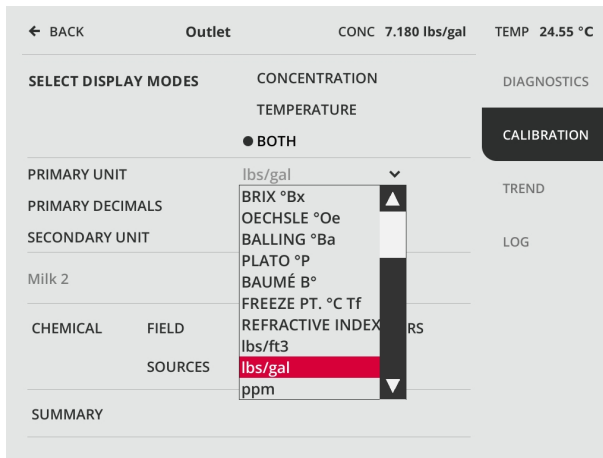 BACK Outlet CONC 7.180 lbs/gal TEMP 24.55 °C
SELECT DISPLAY MODES CONCENTRATION DIAGNOSTICS
TEMPERATURE
BOTH CALIBRATION
PRIMARY UNIT lbs/gal
TREND
BRIX °Bx
PRIMARY DECIMALS
OECHSLE °Oe
SECONDARY UNIT BALLING °Ba LOG
PLATO °P
Milk 2 BAUMÉ B°
FREEZE PT. °C Tf
CHEMICAL FIELD REFRACTIVE INDEX RS
lbs/ft3
SOURCES lbs/gal
ppm
SUMMARY